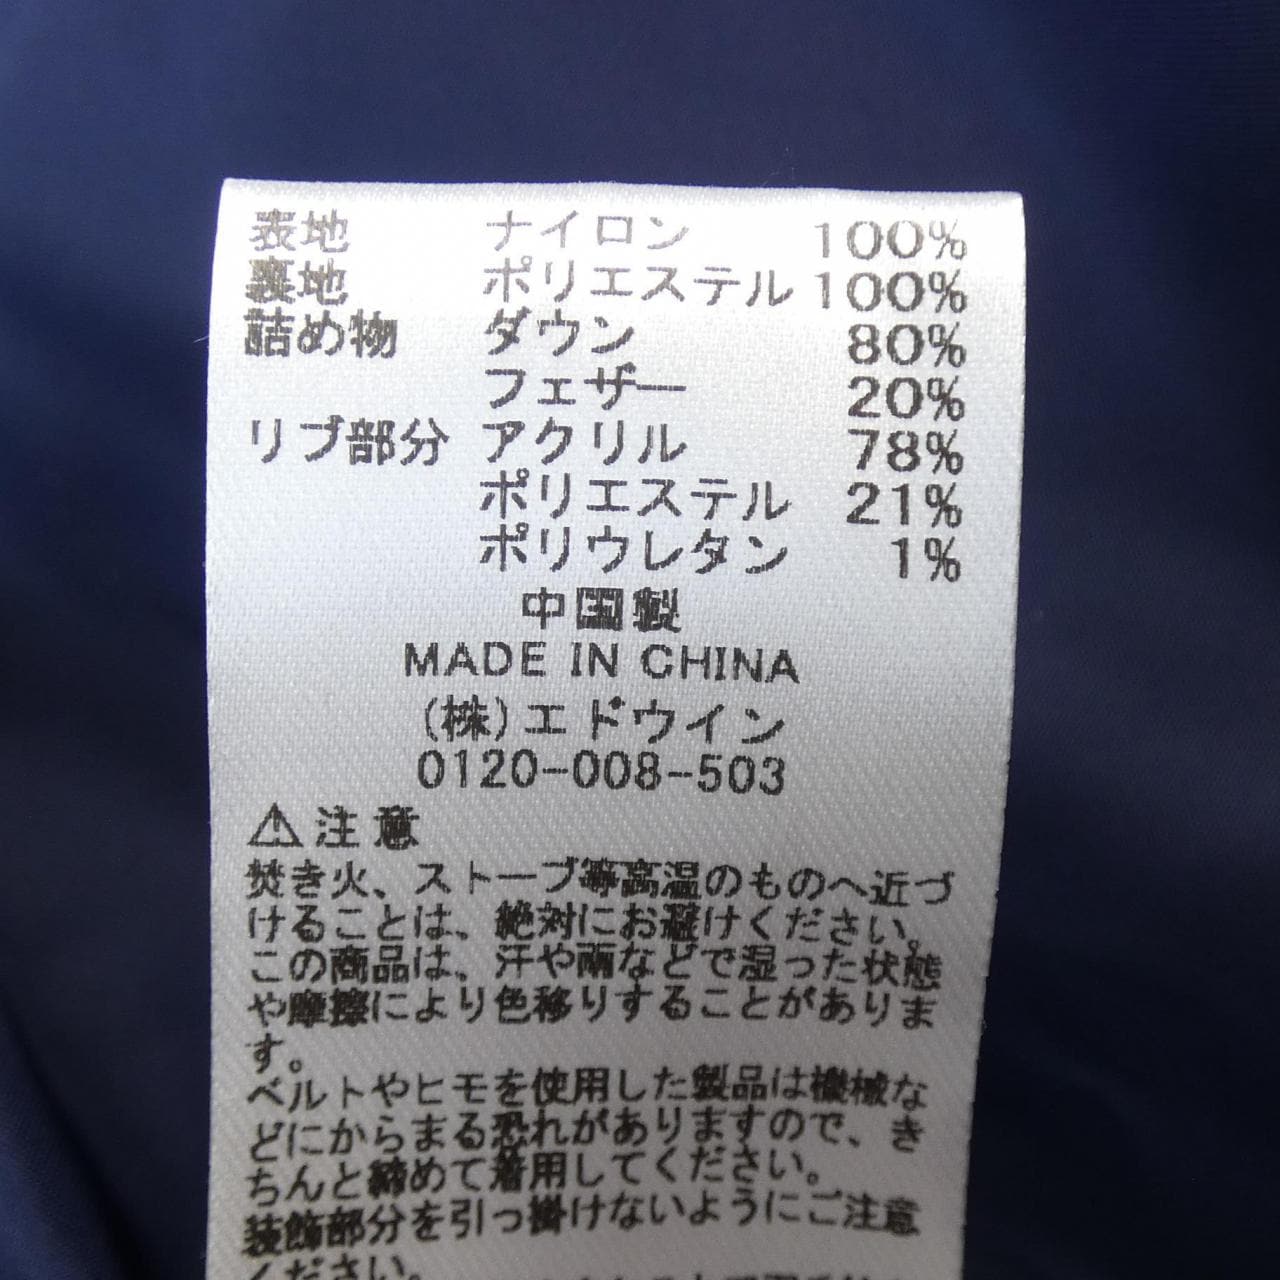 表地 ナイロン 100%
裏地 ポリエステル 100%
詰め物 ダウン 80%
フェザー 20%
リブ部分 アクリル 78%
ポリエステル 21%
ポリウレタン 1%
中国製
MADE IN CHINA
(株)エドウイン
0120-008-503
⚠注意
焚き火、ストーブ等高温のものへ近づ
けることは、絶対にお避けください。
この商品は、汗や雨などで湿った状態
や摩擦により色移りすることがありま
す。
ベルトやヒモを使用した製品は機械な
どにからまる恐れがありますので、き
ちんと締めて着用してください。
装飾部分を引っ掛けないようにご注意
ください。